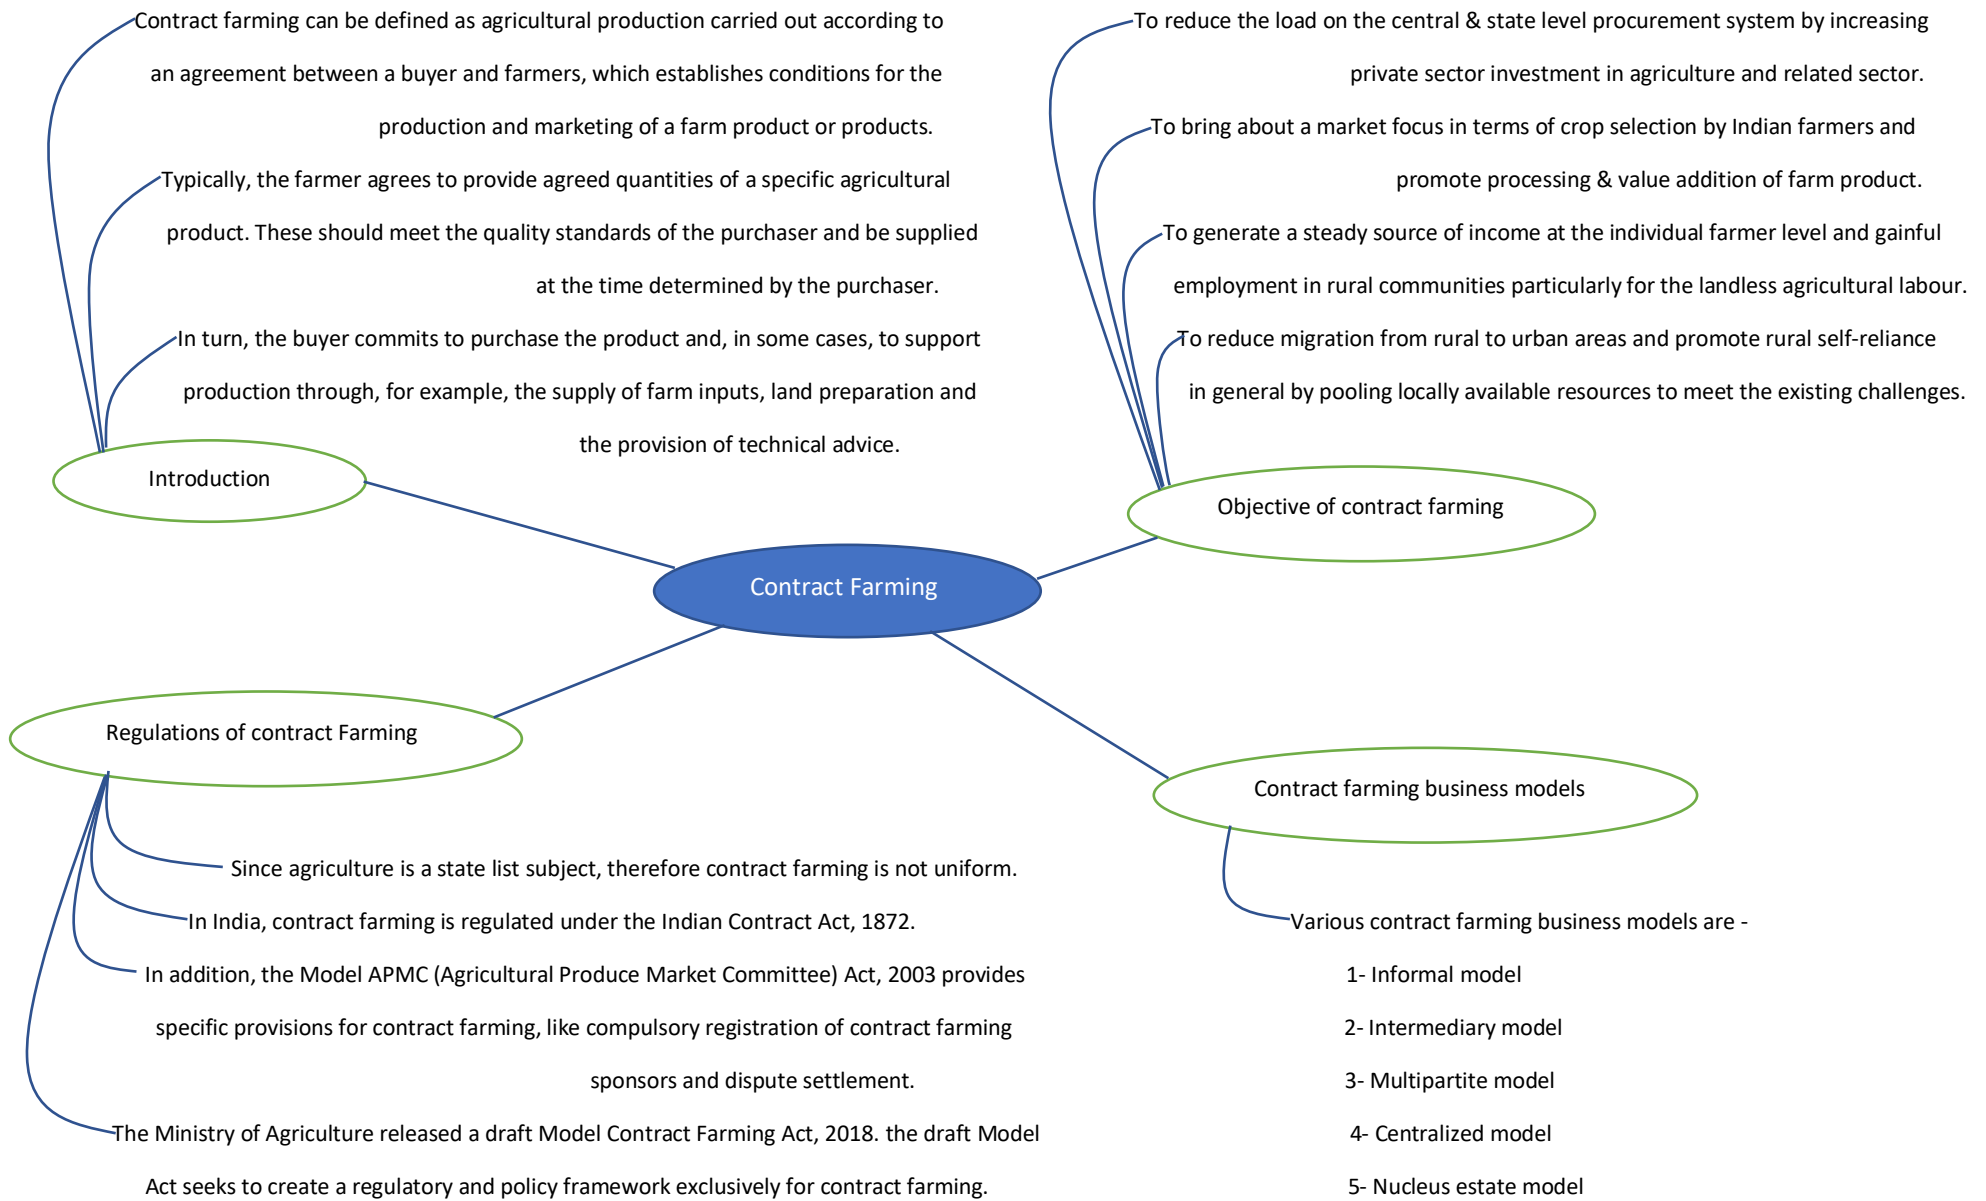 Contract farming can be defined as agricultural production carried out according to
an agreement between a buyer and farmers, which establishes conditions for the
production and marketing of a farm product or products.
Typically, the farmer agrees to provide agreed quantities of a specific agricultural
product. These should meet the quality standards of the purchaser and be supplied
at the time determined by the purchaser.
In turn, the buyer commits to purchase the product and, in some cases, to support
production through, for example, the supply of farm inputs, land preparation and
the provision of technical advice.
Introduction
To reduce the load on the central & state level procurement system by increasing
private sector investment in agriculture and related sector.
To bring about a market focus in terms of crop selection by Indian farmers and
promote processing & value addition of farm product.
To generate a steady source of income at the individual farmer level and gainful
employment in rural communities particularly for the landless agricultural labour.
To reduce migration from rural to urban areas and promote rural self-reliance
in general by pooling locally available resources to meet the existing challenges.
Objective of contract farming
Contract Farming
Regulations of contract Farming
Since agriculture is a state list subject, therefore contract farming is not uniform.
In India, contract farming is regulated under the Indian Contract Act, 1872.
In addition, the Model APMC (Agricultural Produce Market Committee) Act, 2003 provides
specific provisions for contract farming, like compulsory registration of contract farming
sponsors and dispute settlement.
The Ministry of Agriculture released a draft Model Contract Farming Act, 2018. the draft Model
Act seeks to create a regulatory and policy framework exclusively for contract farming.
Contract farming business models
Various contract farming business models are -
1- Informal model
2- Intermediary model
3- Multipartite model
4- Centralized model
5- Nucleus estate model